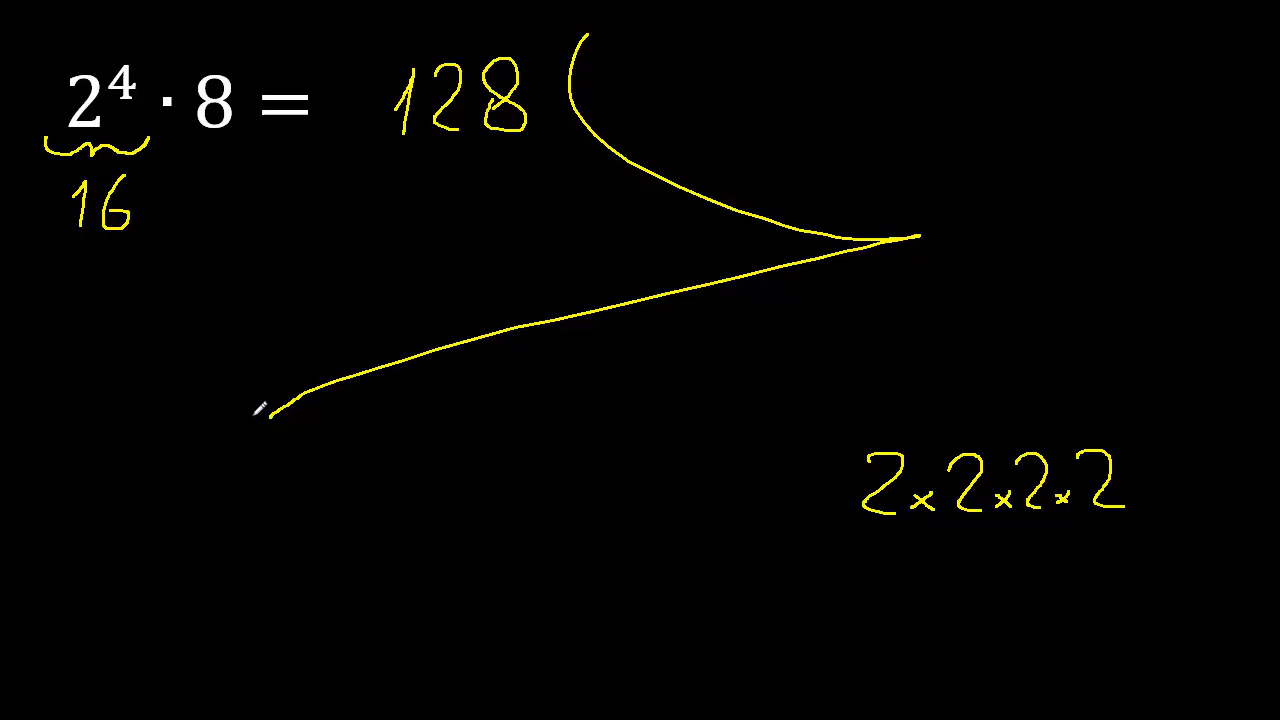 2⁴ · 8 = 128
16
2 × 2 × 2 × 2